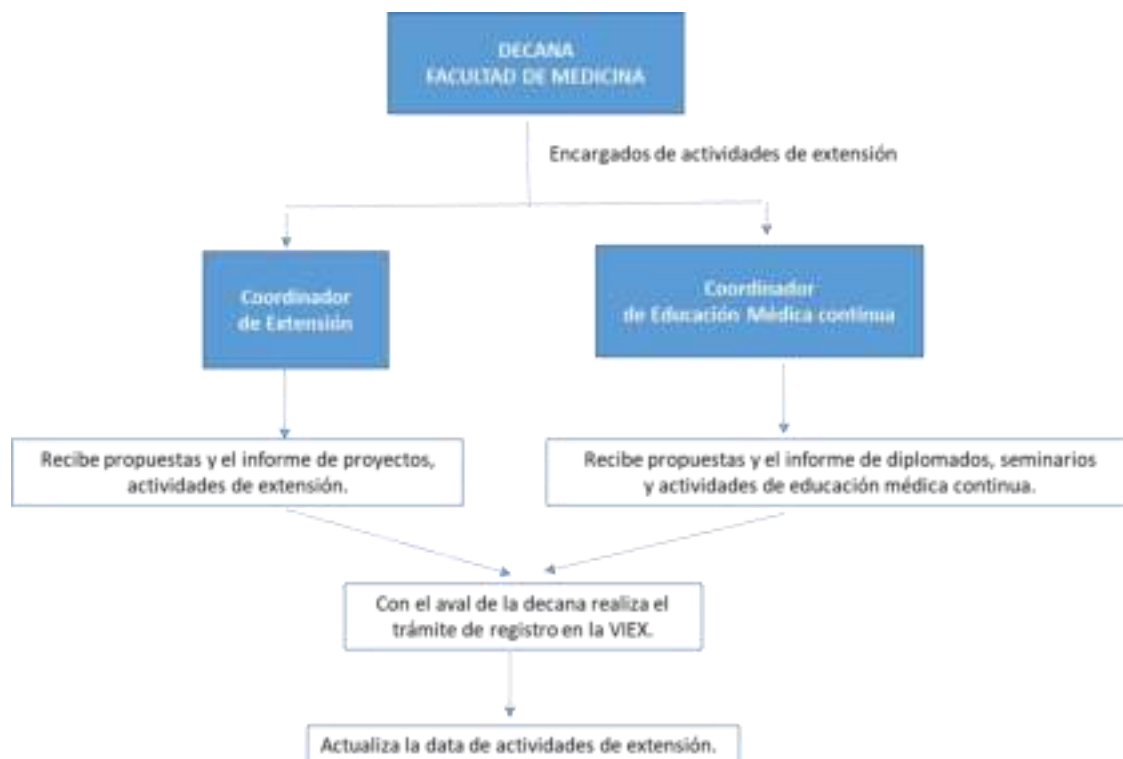 DECANA
FACULTAD DE MEDICINA
Encargados de actividades de extensión
Coordinador
de Extensión
Coordinador
de Educación Médica continua
Recibe propuestas y el informe de proyectos,
actividades de extensión.
Recibe propuestas y el informe de diplomados, seminarios
y actividades de educación médica continua.
Con el aval de la decana realiza el
trámite de registro en la VIEX.
Actualiza la data de actividades de extensión.